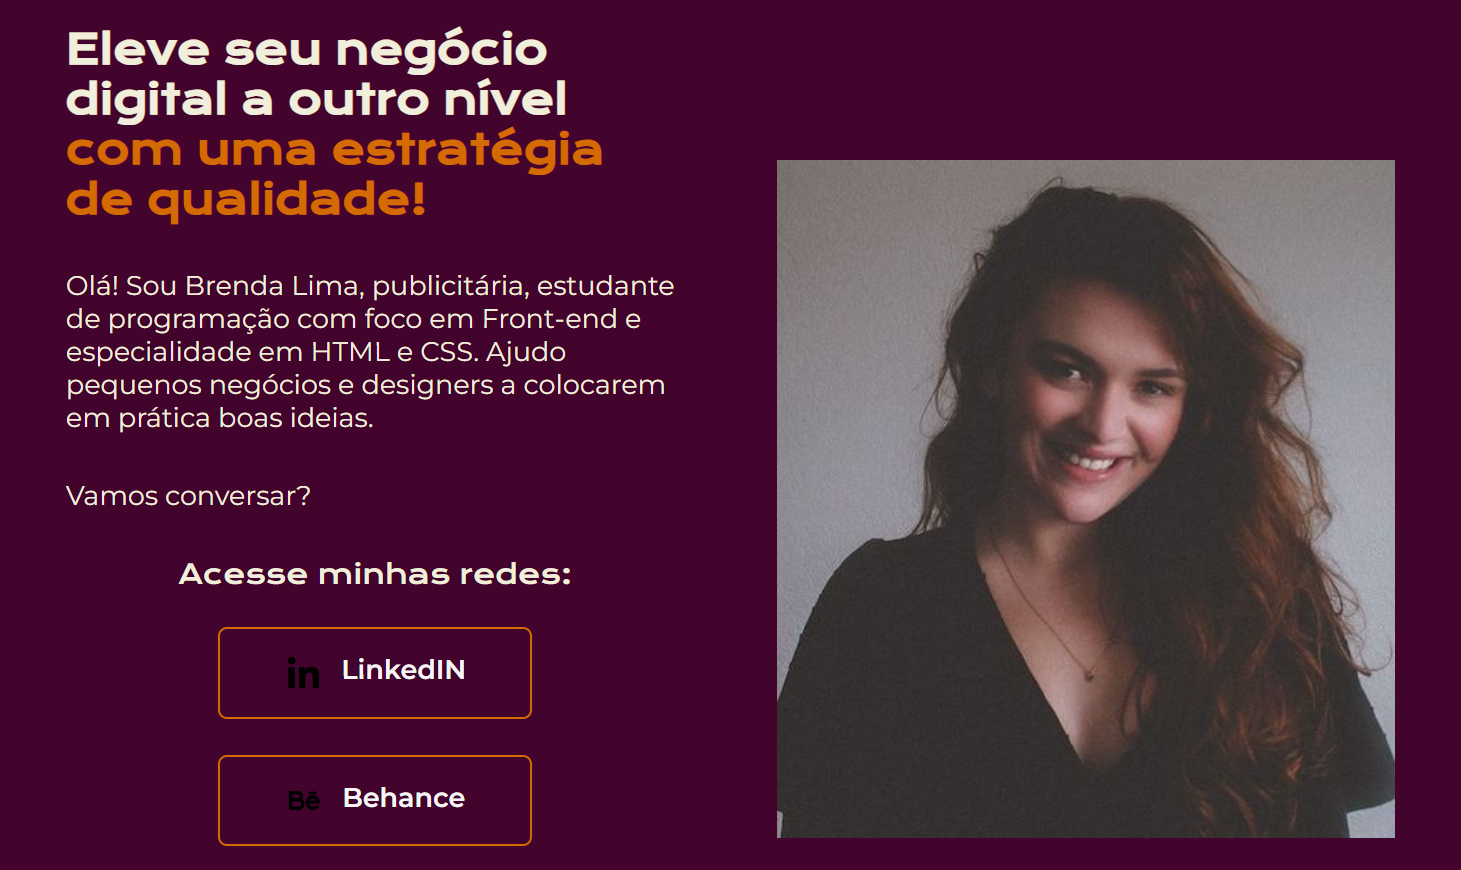 Eleve seu negócio
digital a outro nível
com uma estratégia
de qualidade!
Olá! Sou Brenda Lima, publicitária, estudante
de programação com foco em Front-end e
especialidade em HTML e CSS. Ajudo
pequenos negócios e designers a colocarem
em prática boas ideias.
Vamos conversar?
Acesse minhas redes:
in LinkedIN
Bē Behance